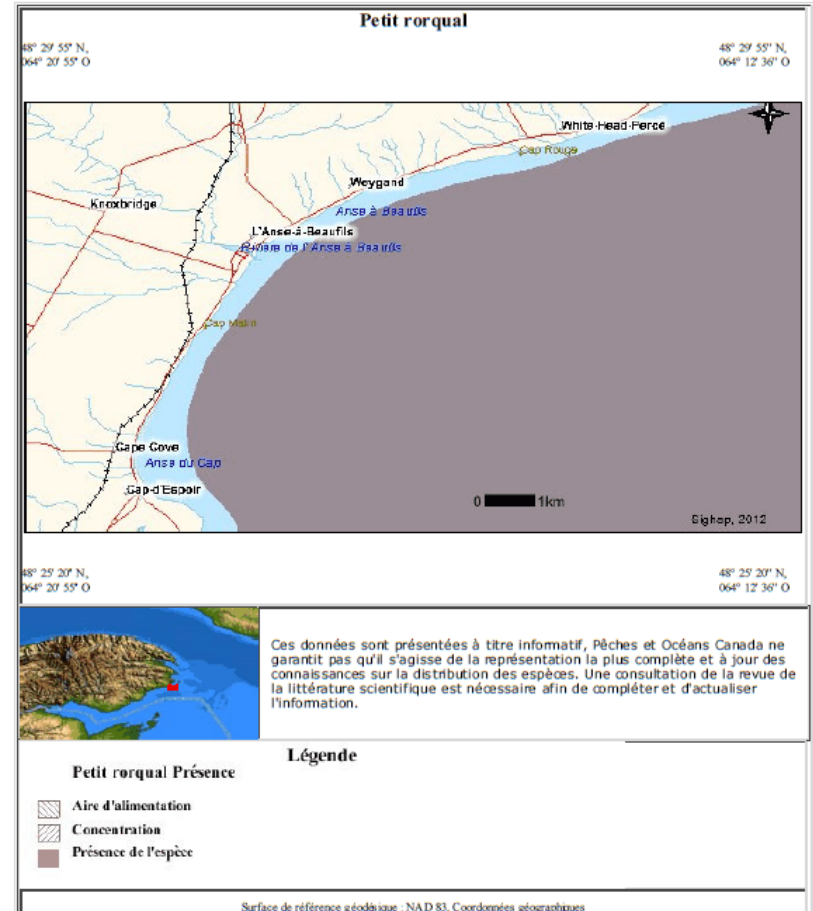 Petit rorqual
48° 29' 55" N,
064° 20' 55" O
48° 29' 55" N,
064° 12' 36" O
White-Head-Percé
Cap Rouge
Weygand
Knoxbridge
Anse à Beaufils
L'Anse-à-Beaufils
Rivière de l'Anse à Beaufils
Cap Malin
Cape Cove
Anse du Cap
Cap-d'Espoir
0 1km
Sighap, 2012
48° 25' 20" N,
064° 20' 55" O
48° 25' 20" N,
064° 12' 36" O
Ces données sont présentées à titre informatif, Pêches et Océans Canada ne
garantit pas qu'il s'agisse de la représentation la plus complète et à jour des
connaissances sur la distribution des espèces. Une consultation de la revue de
la littérature scientifique est nécessaire afin de compléter et d'actualiser
l'information.
Légende
Petit rorqual Présence
Aire d'alimentation
Concentration
Présence de l'espèce
Surface de référence géodésique : NAD 83. Coordonnées géographiques